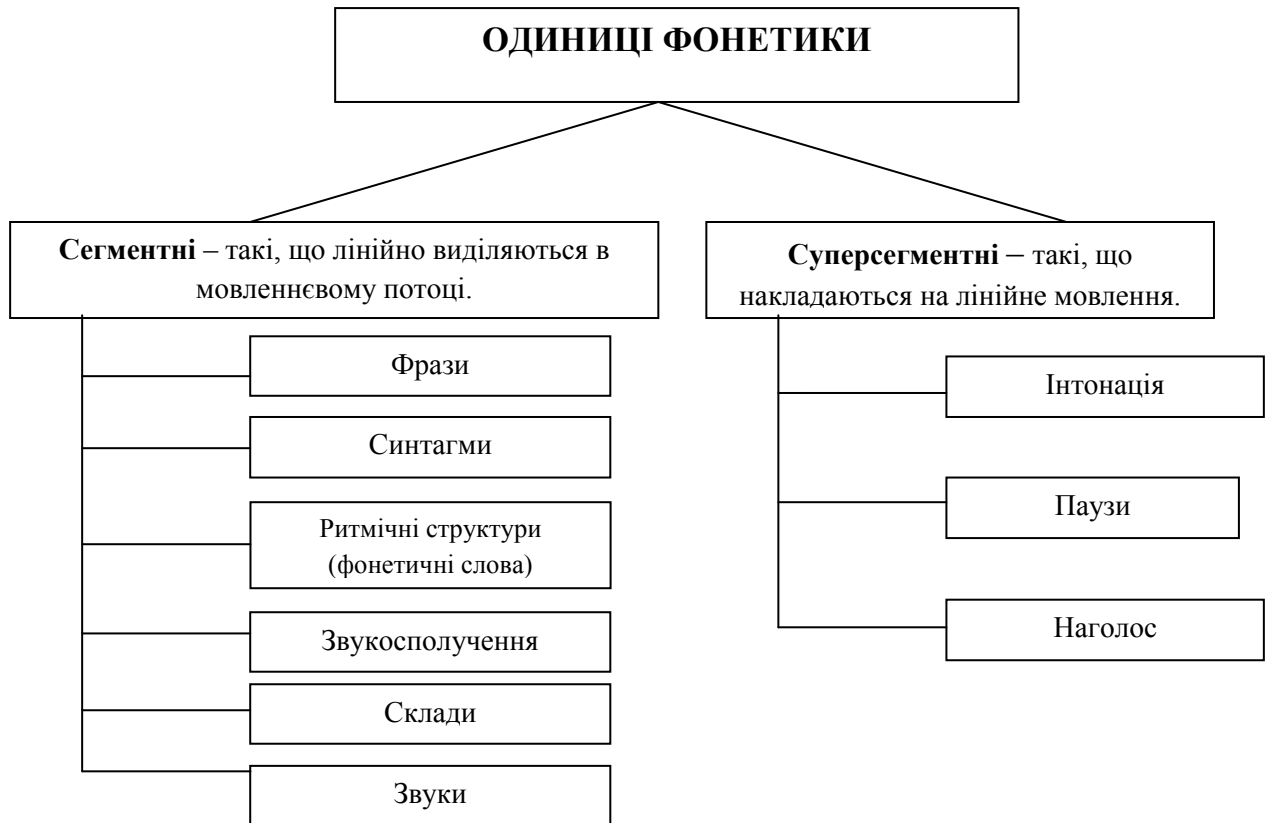 ОДИНИЦІ ФОНЕТИКИ
Сегментні – такі, що лінійно виділяються в
мовленнєвому потоці.
Фрази
Синтагми
Ритмічні структури
(фонетичні слова)
Звукосполучення
Склади
Звуки
Суперсегментні – такі, що
накладаються на лінійне мовлення.
Інтонація
Паузи
Наголос